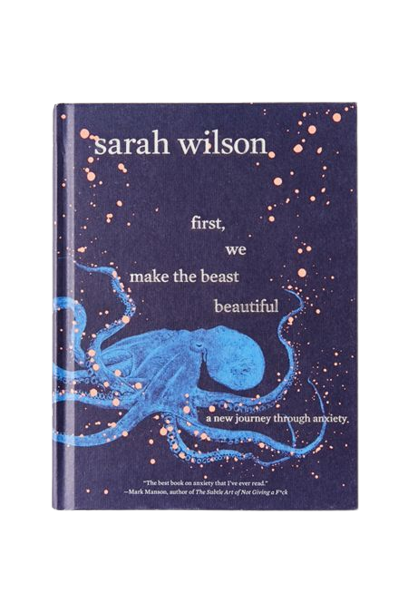 sarah wilson
first,
we
make the beast
beautiful
a new journey through anxiety.
"The best book on anxiety that I've ever read."
—Mark Manson, author of The Subtle Art of Not Giving a F*ck